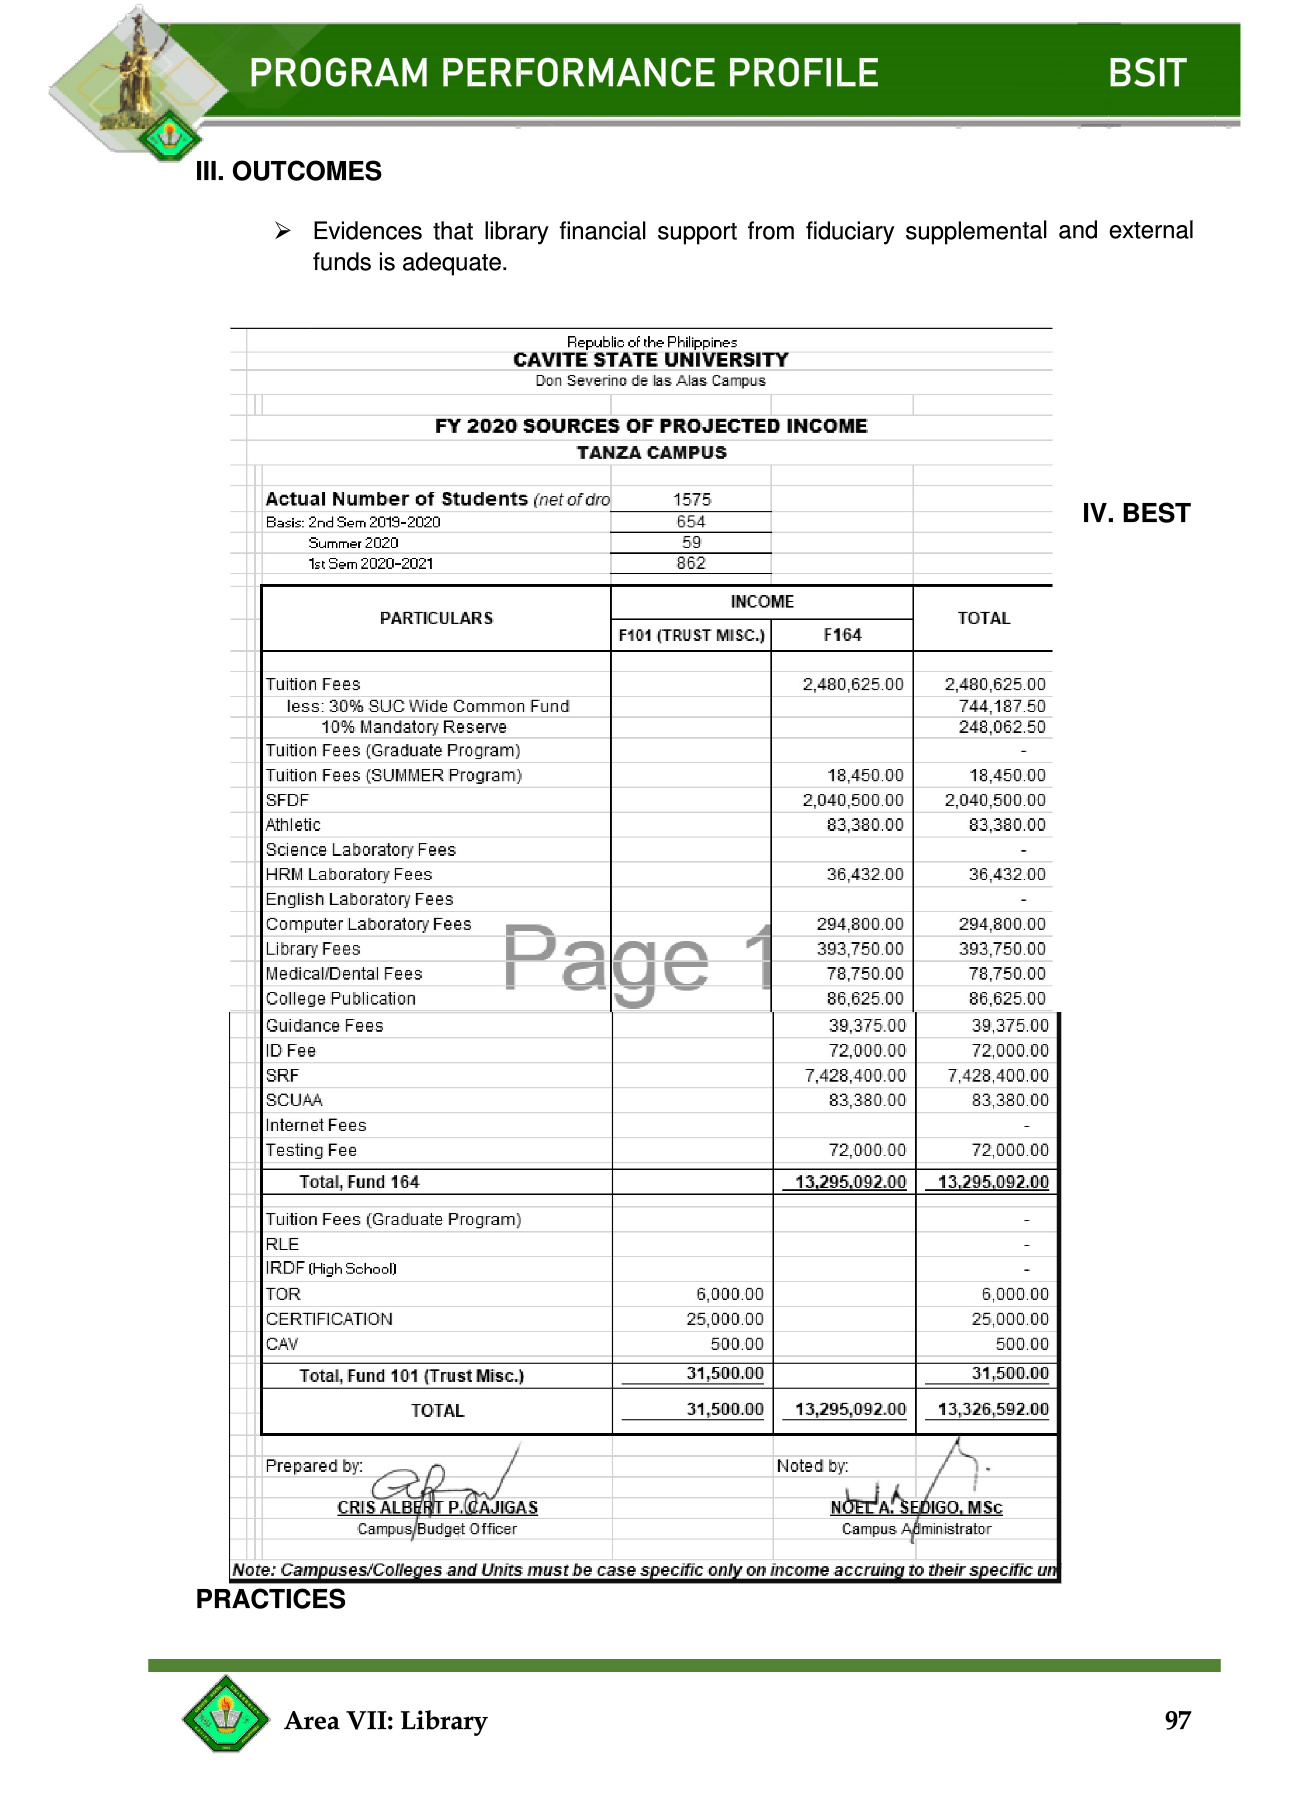 PROGRAM PERFORMANCE PROFILE BSIT
III. OUTCOMES
➢ Evidences that library financial support from fiduciary supplemental and external
funds is adequate.
Republic of the Philippines
CAVITE STATE UNIVERSITY
Don Severino de las Alas Campus
FY 2020 SOURCES OF PROJECTED INCOME
TANZA CAMPUS
Actual Number of Students (net of dro 1575
Basis: 2nd Sem 2019-2020 654
Summer 2020 59
1st Sem 2020-2021 862
IV. BEST
PARTICULARS INCOME TOTAL
F101 (TRUST MISC.) F164
Tuition Fees 2,480,625.00 2,480,625.00
less: 30% SUC Wide Common Fund 744,187.50
10% Mandatory Reserve 248,062.50
Tuition Fees (Graduate Program) -
Tuition Fees (SUMMER Program) 18,450.00 18,450.00
SFDF 2,040,500.00 2,040,500.00
Athletic 83,380.00 83,380.00
Science Laboratory Fees -
HRM Laboratory Fees 36,432.00 36,432.00
English Laboratory Fees -
Computer Laboratory Fees 294,800.00 294,800.00
Library Fees 393,750.00 393,750.00
Page 1
Medical/Dental Fees 78,750.00 78,750.00
College Publication 86,625.00 86,625.00
Guidance Fees 39,375.00 39,375.00
ID Fee 72,000.00 72,000.00
SRF 7,428,400.00 7,428,400.00
SCUAA 83,380.00 83,380.00
Internet Fees -
Testing Fee 72,000.00 72,000.00
Total, Fund 164 13,295,092.00 13,295,092.00
Tuition Fees (Graduate Program) -
RLE -
IRDF (High School) -
TOR 6,000.00 6,000.00
CERTIFICATION 25,000.00 25,000.00
CAV 500.00 500.00
Total, Fund 101 (Trust Misc.) 31,500.00 31,500.00
TOTAL 31,500.00 13,295,092.00 13,326,592.00
Prepared by: Noted by:
CRIS ALBERT P. CAJIGAS NOEL A. SEDIGO, MSc
Campus Budget Officer Campus Administrator
Note: Campuses/Colleges and Units must be case specific only on income accruing to their specific un
PRACTICES
Area VII: Library 97